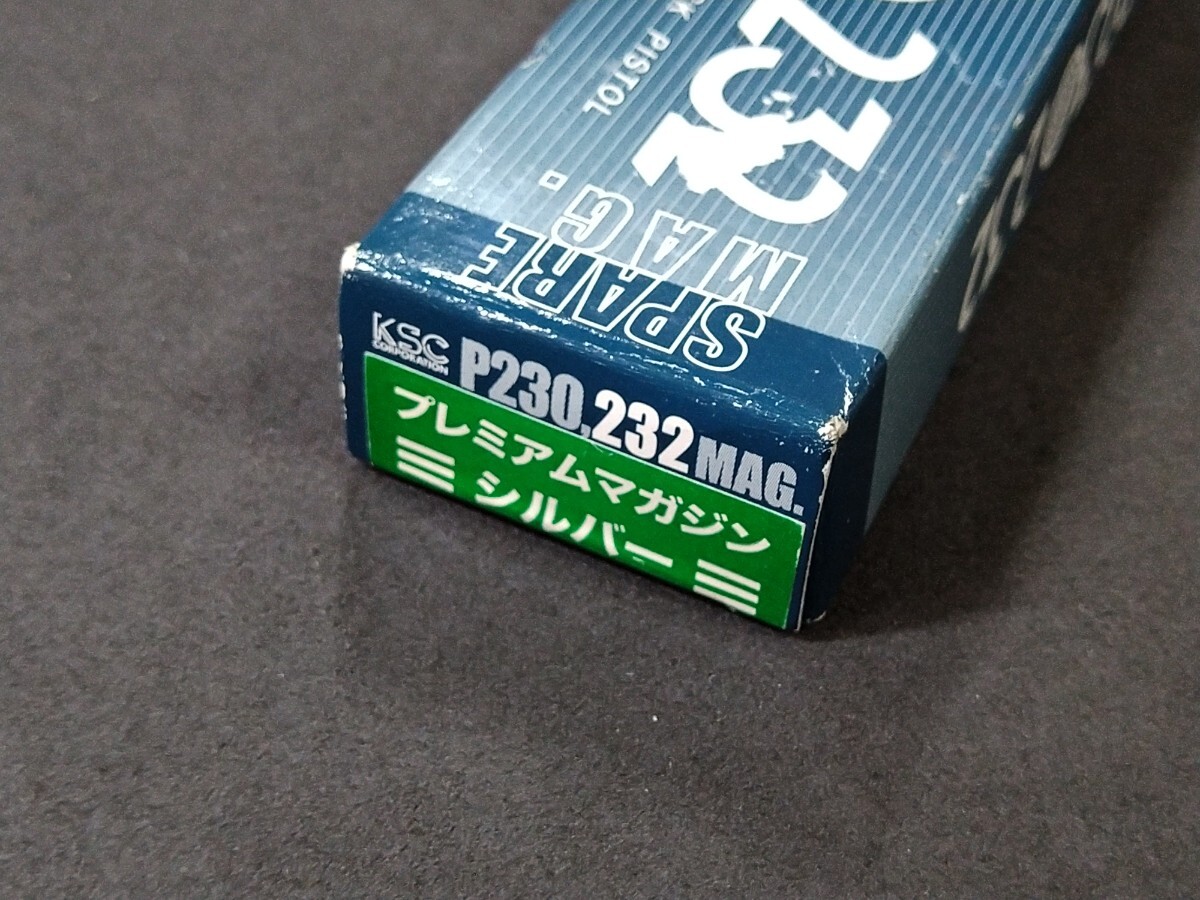 PISTOL
SPARE
MAG.
KSC
CORPORATION
P230,232 MAG.
プレミアムマガジン
シルバー